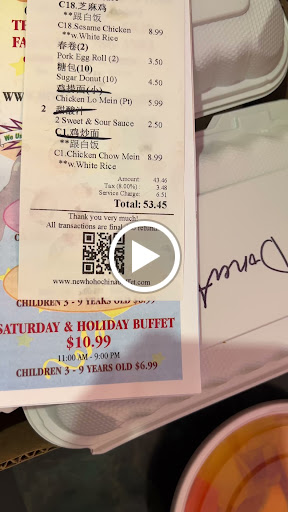 C18.芝麻鸡
**跟白饭
C18.Sesame Chicken 8.99
**w.White Rice
春卷(2)
Pork Egg Roll (2) 3.50
糖包(10)
Sugar Donut (10) 4.50
鸡捞面(小)
Chicken Lo Mein (Pt) 5.99
2 甜酸汁
2 Sweet & Sour Sauce 2.50
C1.鸡炒面
**跟白饭
C1.Chicken Chow Mein 8.99
**w.White Rice
Amount: 43.46
Tax (8.00%) 3.48
Service Charge: 6.51
Total: 53.45
Thank you very much!
All transactions are final
www.newhohochinabuffet.com
CHILDREN 3 - 9 YEARS OLD $6.99
SATURDAY & HOLIDAY BUFFET
$10.99
11:00 AM - 9:00 PM
CHILDREN 3 - 9 YEARS OLD $6.99